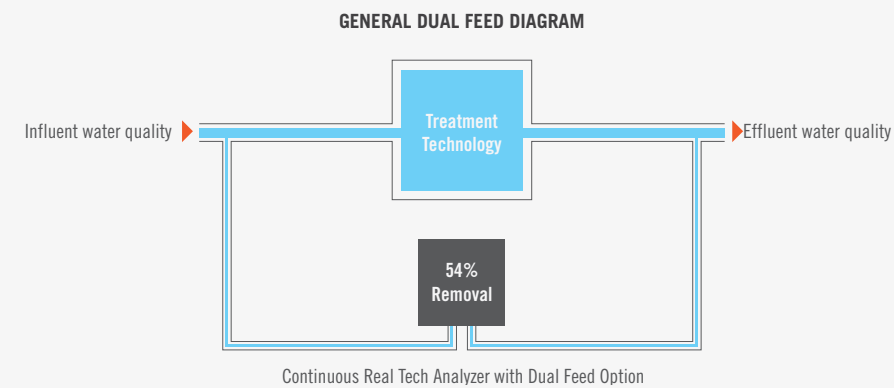 GENERAL DUAL FEED DIAGRAM
Treatment
Technology
Influent water quality
Effluent water quality
54%
Removal
Continuous Real Tech Analyzer with Dual Feed Option